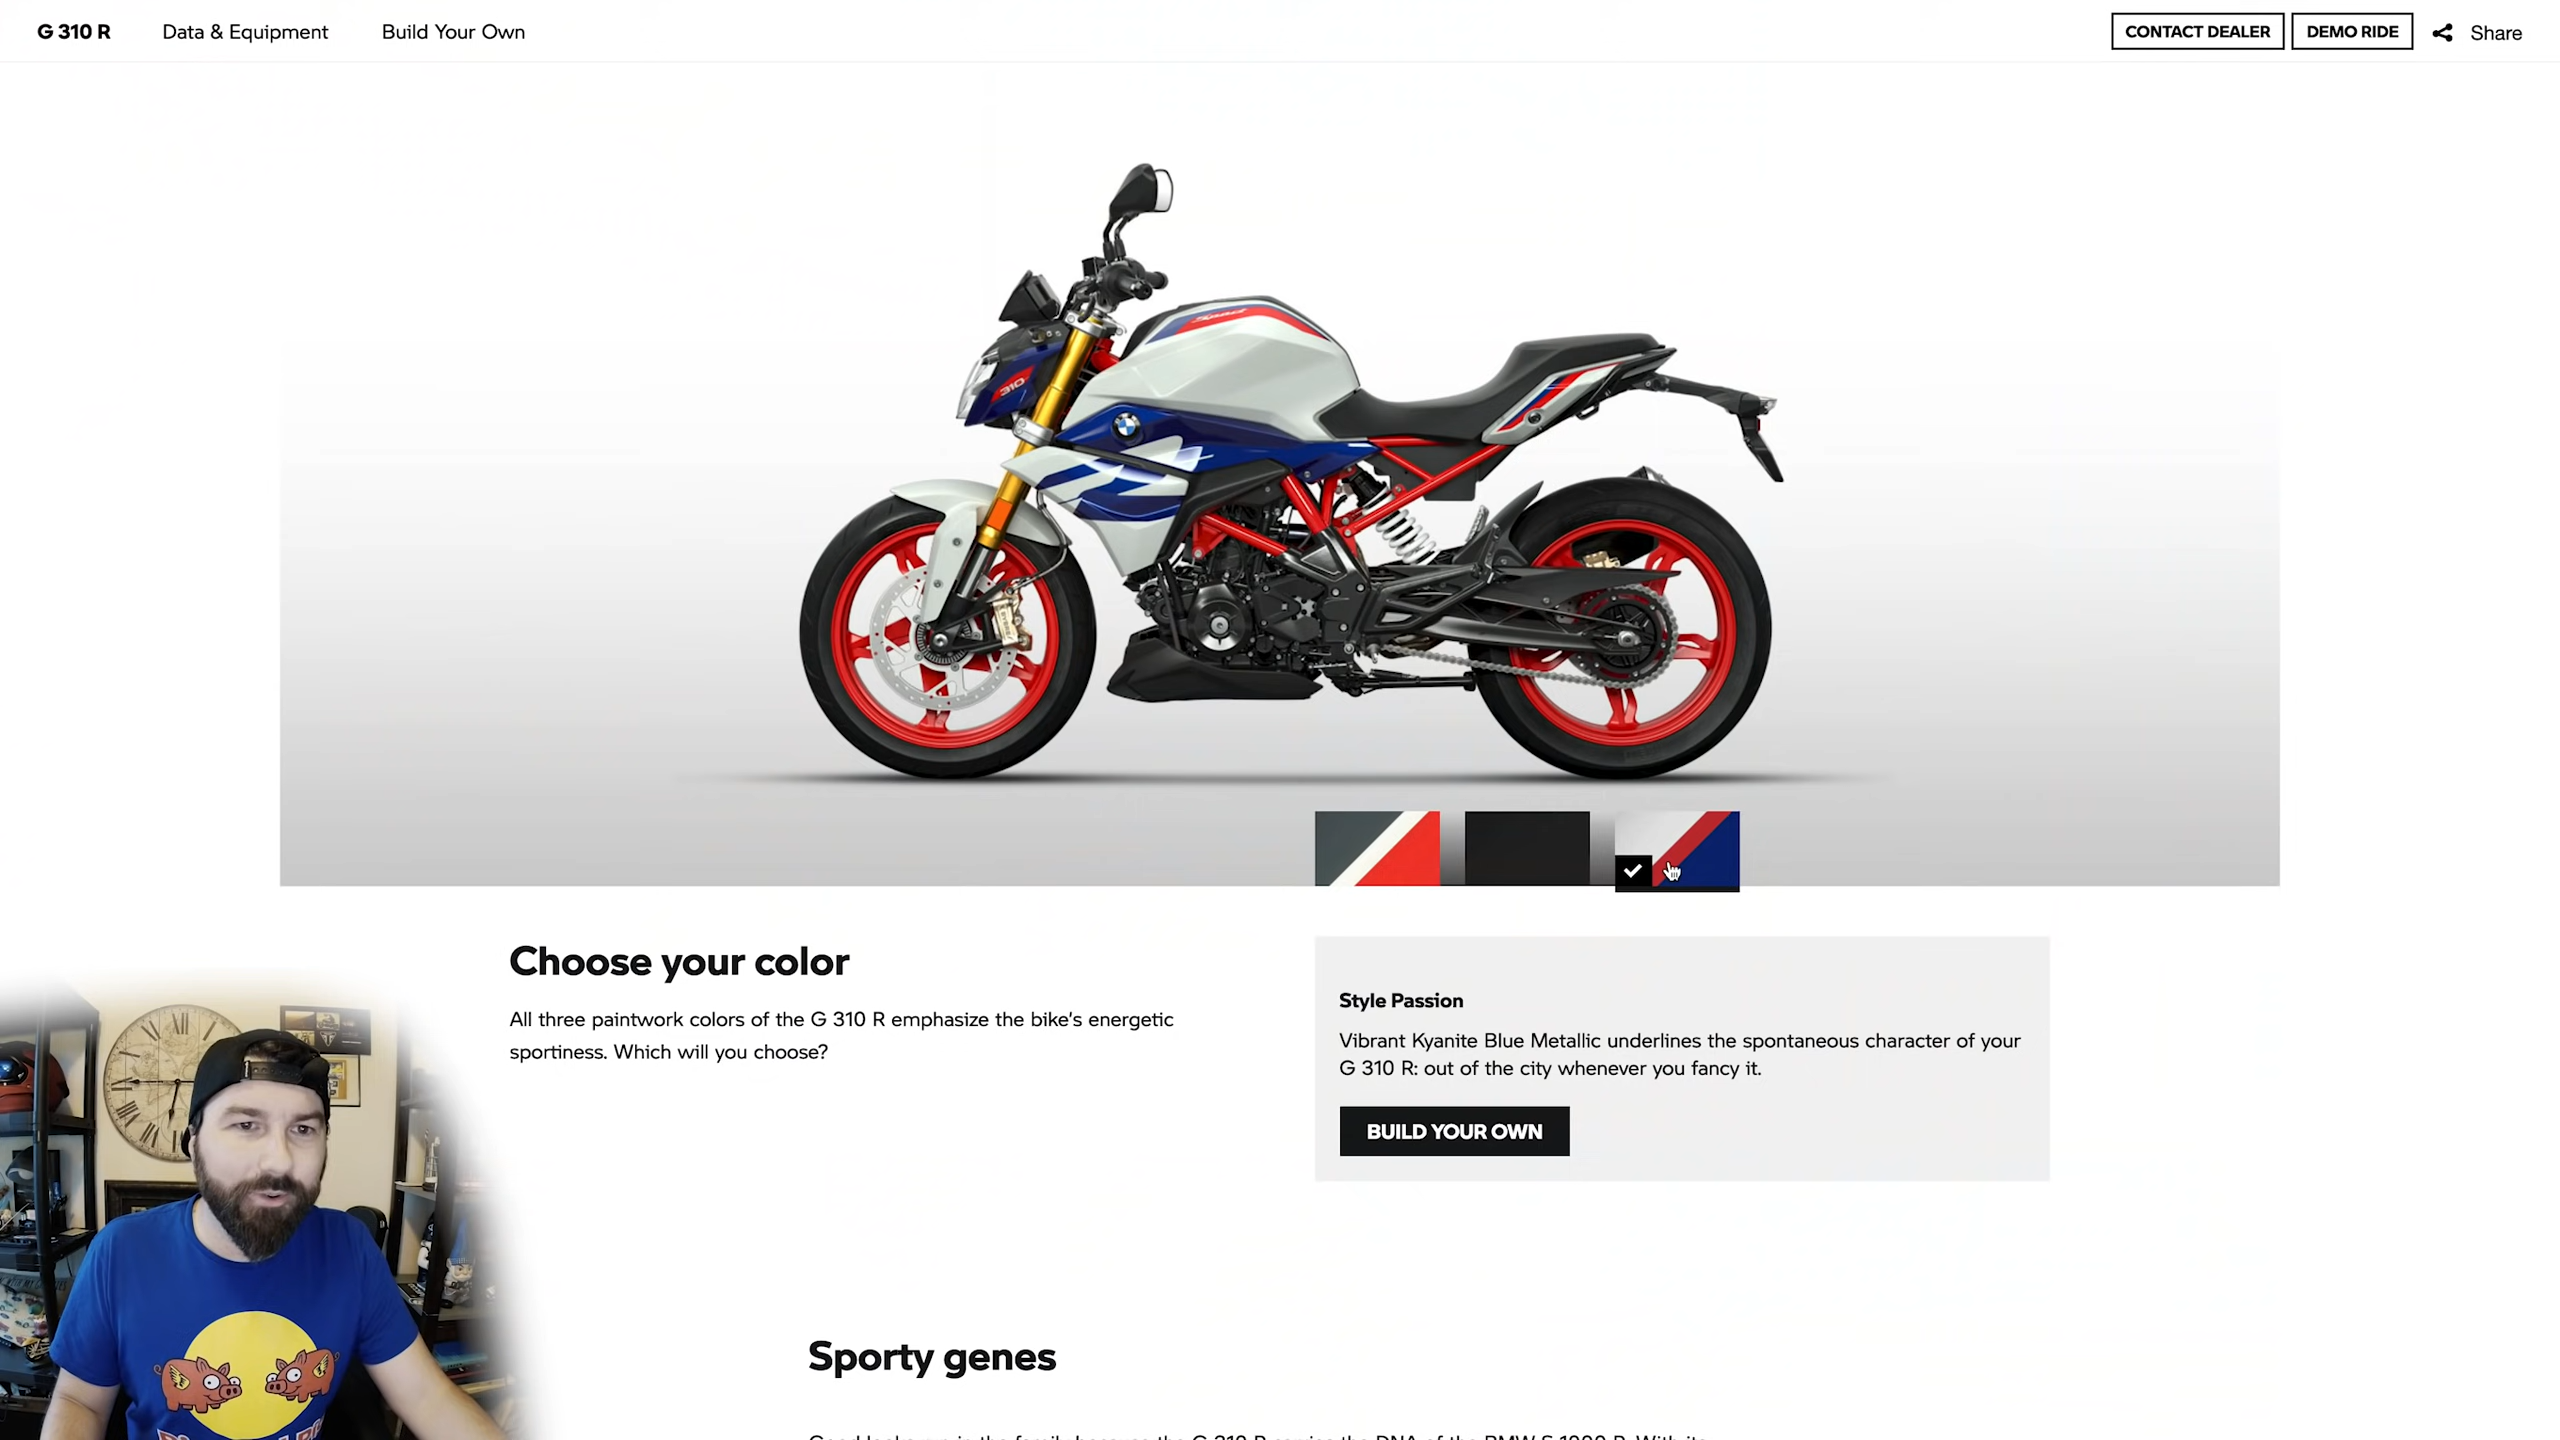 G 310 R
Data & Equipment
Build Your Own
CONTACT DEALER
DEMO RIDE
Share
Sport
310
Choose your color
All three paintwork colors of the G 310 R emphasize the bike's energetic
sportiness. Which will you choose?
Style Passion
Vibrant Kyanite Blue Metallic underlines the spontaneous character of your
G 310 R: out of the city whenever you fancy it.
BUILD YOUR OWN
Sporty genes